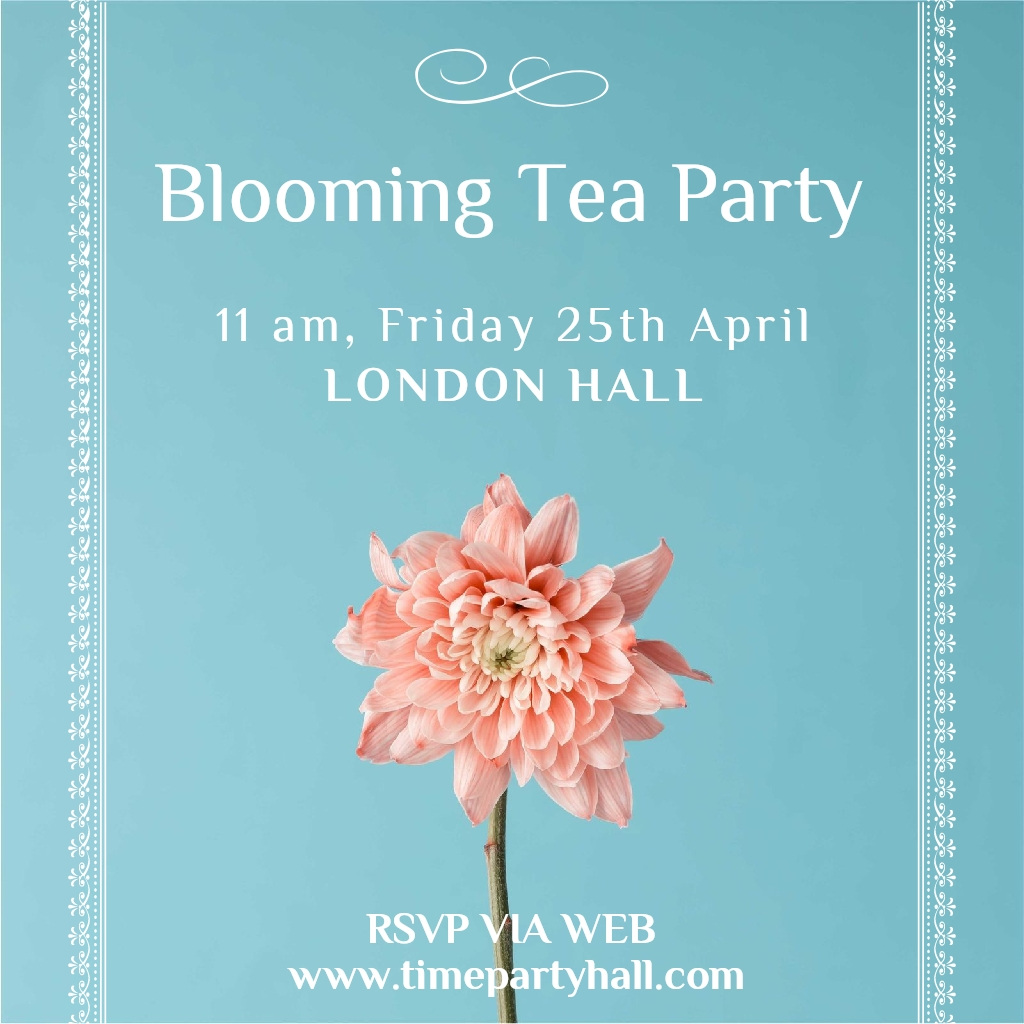 Blooming Tea Party
11 am, Friday 25th April
LONDON HALL
RSVP VIA WEB
www.timepartyhall.com